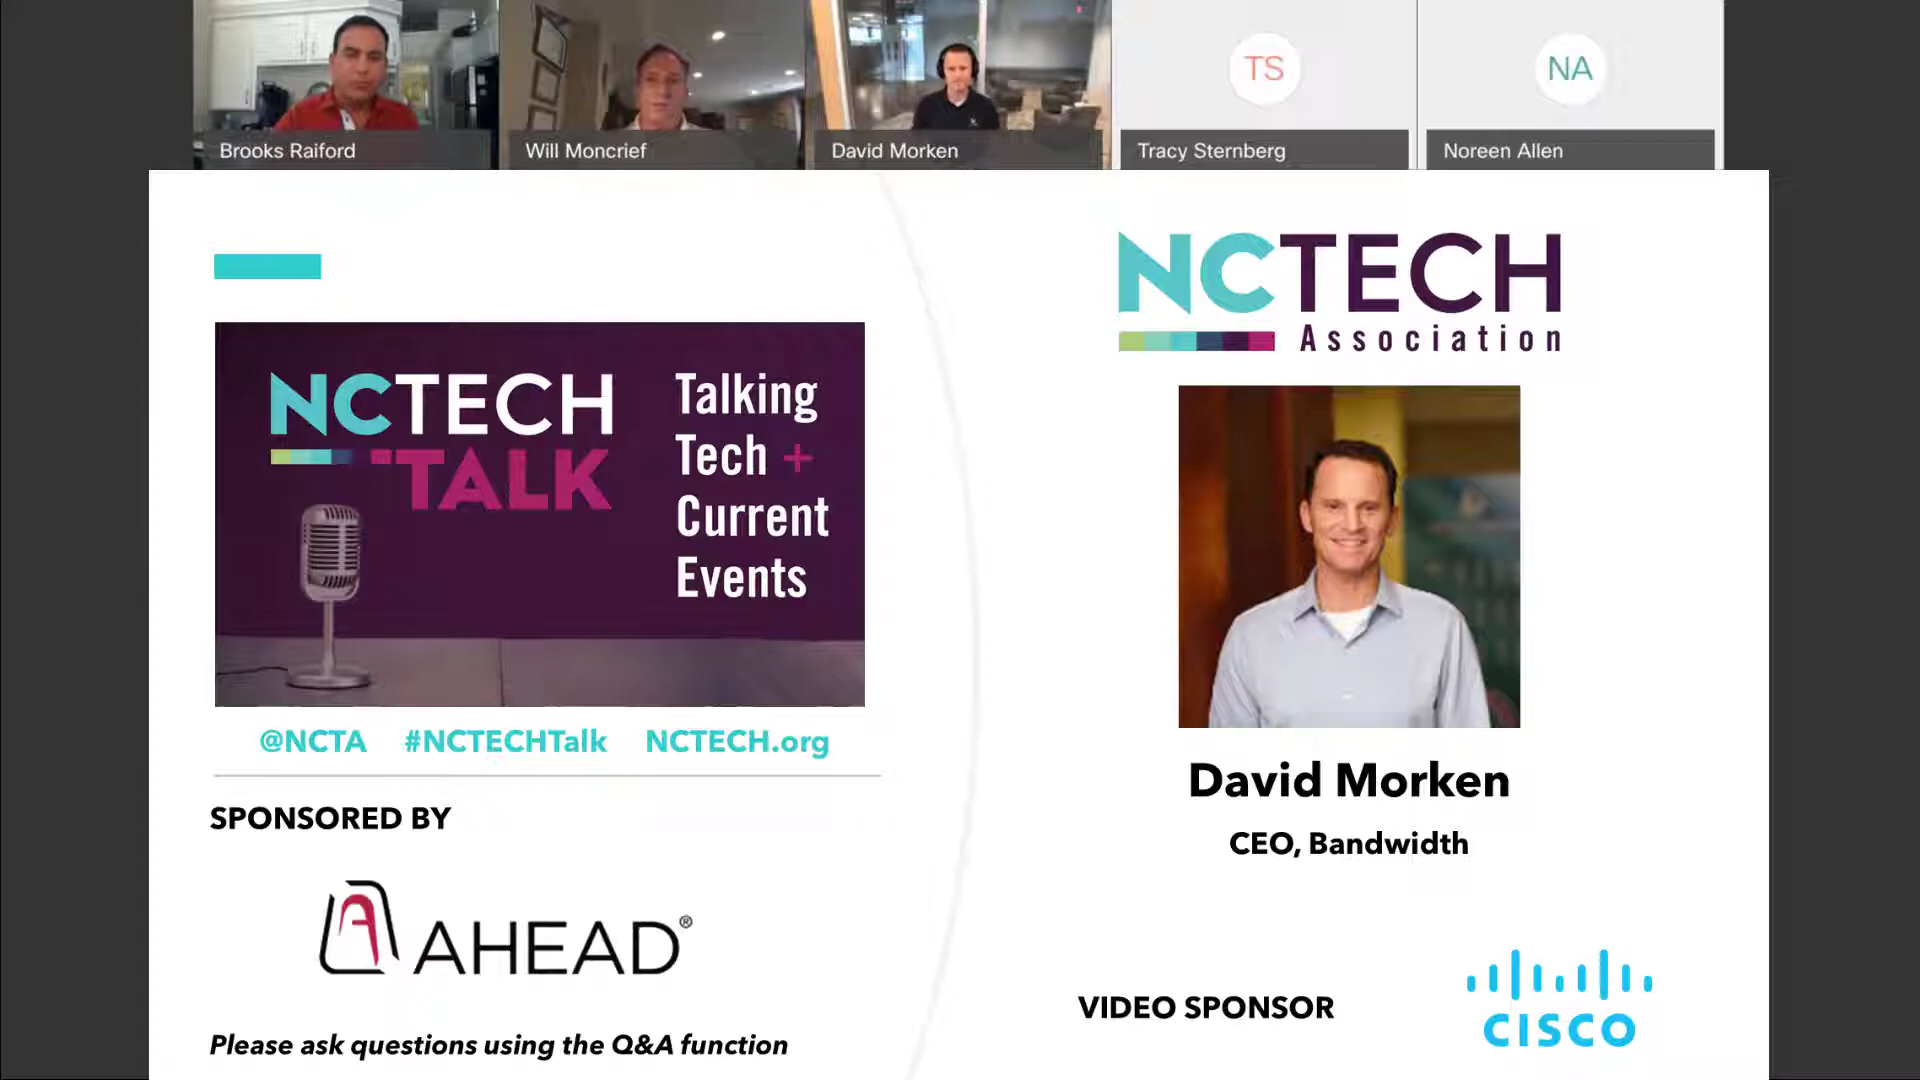 Brooks Raiford
Will Moncrief
David Morken
TS
Tracy Sternberg
NA
Noreen Allen
NCTECH
TALK
Talking
Tech +
Current
Events
@NCTA #NCTECHTalk NCTECH.org
SPONSORED BY
A AHEAD®
Please ask questions using the Q&A function
NCTECH
Association
David Morken
CEO, Bandwidth
VIDEO SPONSOR
CISCO